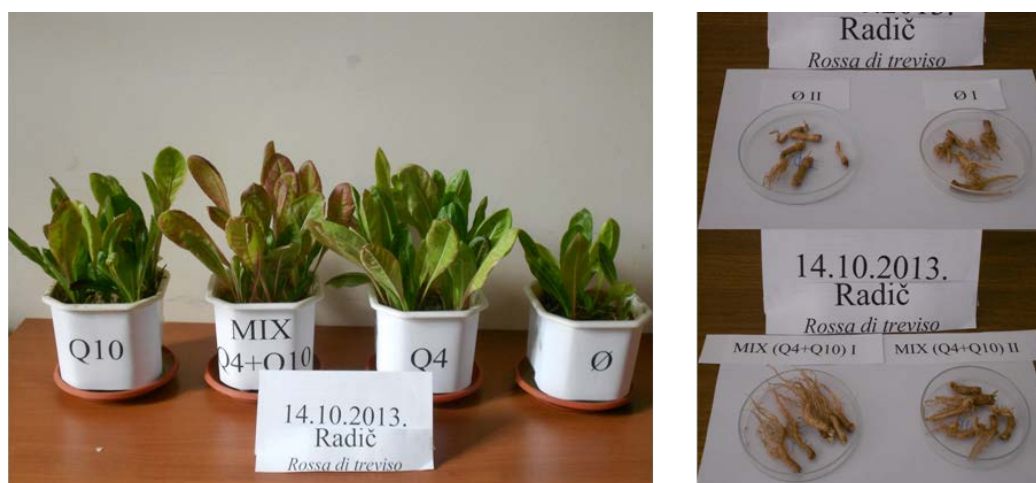 Q10
MIX
Q4+Q10
Q4
Ø
14.10.2013.
Radič
Rossa di treviso
.2013.
Radič
Rossa di treviso
Ø II
Ø I
14.10.2013.
Radič
Rossa di treviso
MIX (Q4+Q10) I
MIX (Q4+Q10) II